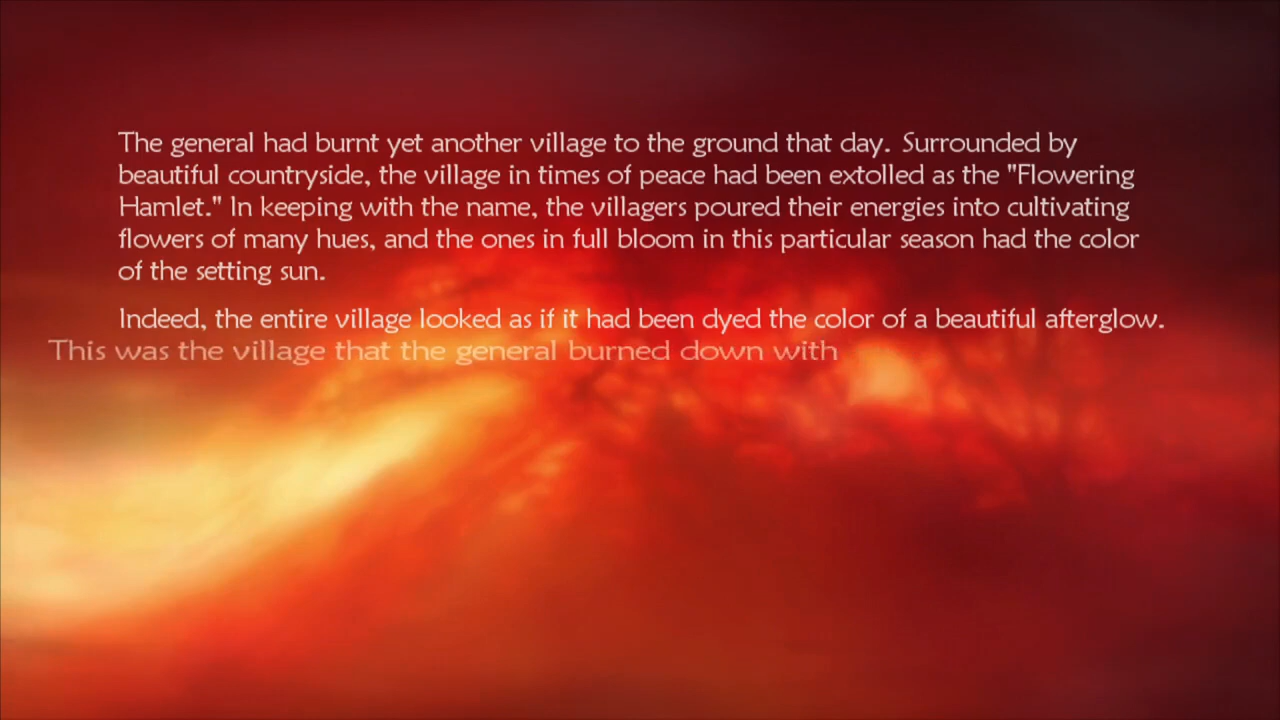 The general had burnt yet another village to the ground that day. Surrounded by
beautiful countryside, the village in times of peace had been extolled as the "Flowering
Hamlet." In keeping with the name, the villagers poured their energies into cultivating
flowers of many hues, and the ones in full bloom in this particular season had the color
of the setting sun.
Indeed, the entire village looked as if it had been dyed the color of a beautiful afterglow.
This was the village that the general burned down with